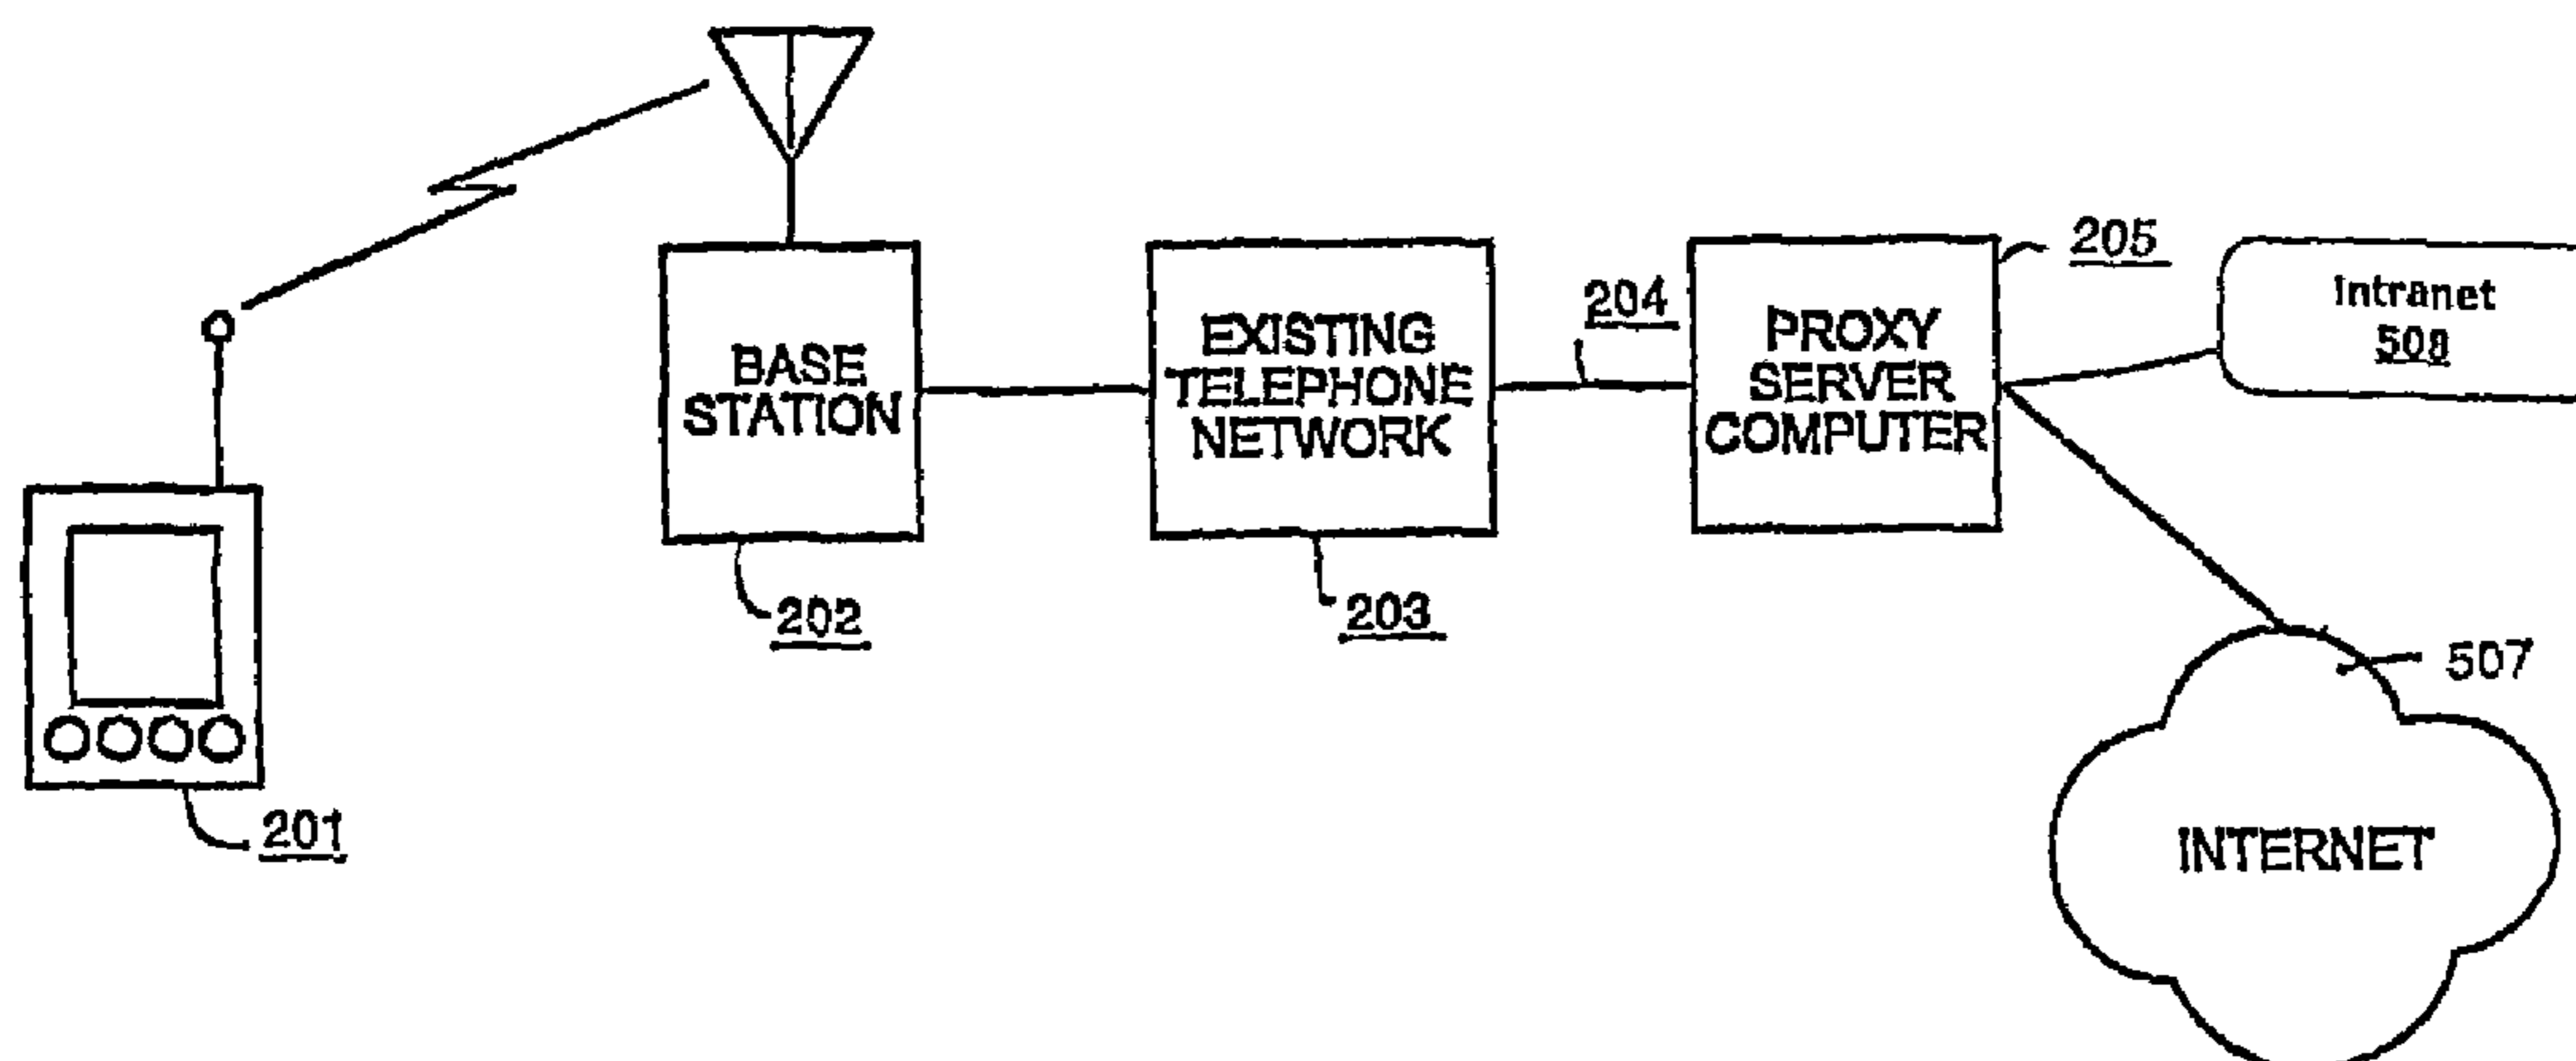 BASE
STATION
202
EXISTING
TELEPHONE
NETWORK
203
204
PROXY
SERVER
COMPUTER
205
Intranet
508
201
507
INTERNET